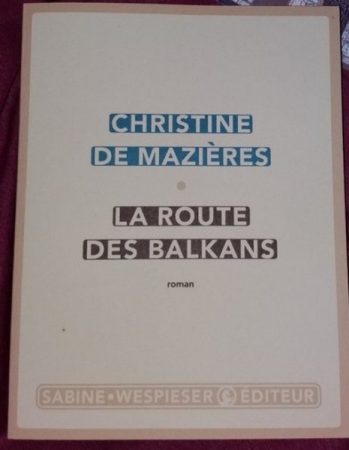 CHRISTINE
DE MAZIÈRES
LA ROUTE
DES BALKANS
roman
SABINE • WESPIESER ÉDITEUR